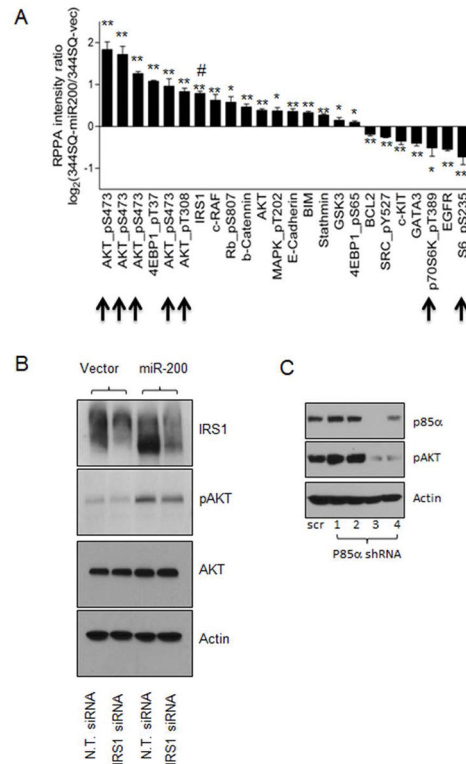 A
RPPA intensity ratio
log2(344SQ-miR200/344SQ-vec)
2
1
0
-1
** ** ** ** ** ** ** ** * ** ** * ** ** ** * *
#
** ** ** ** * ** **
AKT_pS473
AKT_pS473
AKT_pS473
4EBP1_pT37
AKT_pS473
AKT_pT308
IRS1
c-RAF
Rb_pS807
b-Catennin
AKT
MAPK_pT202
E-Cadherin
BIM
Stathmin
GSK3
4EBP1_pS65
BCL2
SRC_pY527
c-KIT
GATA3
p70S6K_pT389
EGFR
S6_pS235
B
Vector miR-200
IRS1
pAKT
AKT
Actin
N.T. siRNA
IRS1 siRNA
N.T. siRNA
IRS1 siRNA
C
p85α
pAKT
Actin
scr 1 2 3 4
P85α shRNA